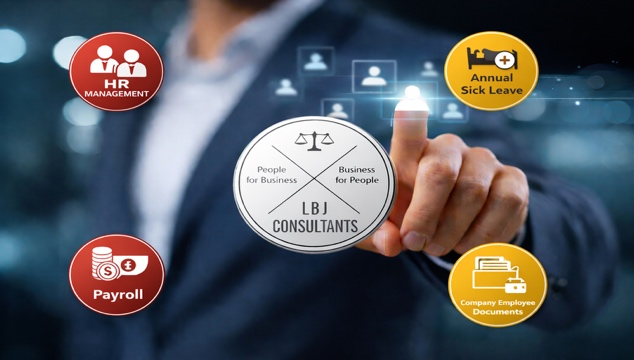 HR
MANAGEMENT
Annual
Sick Leave
People
for Business
Business
for People
LBJ
CONSULTANTS
Payroll
Company Employee
Documents